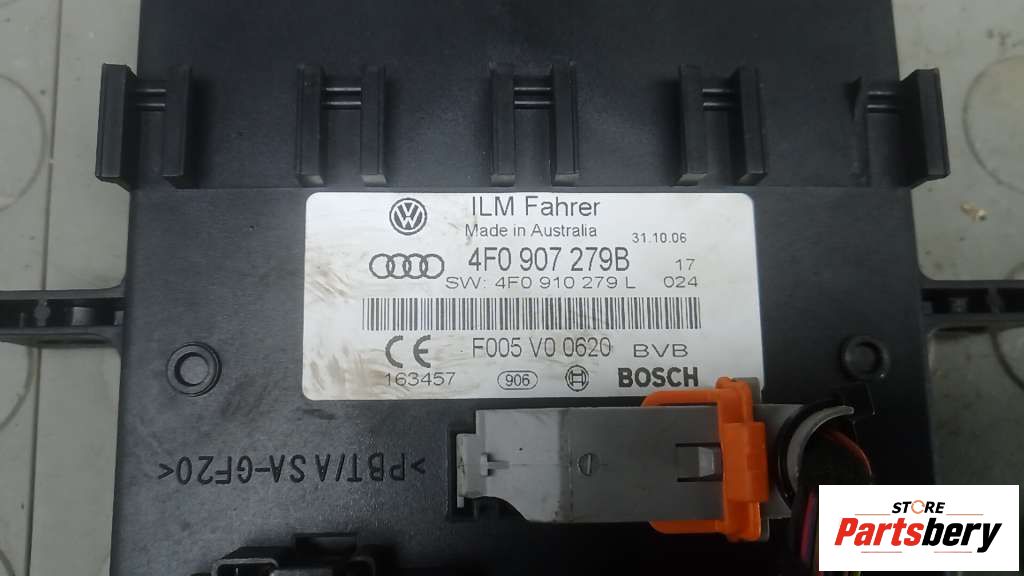 ILM Fahrer
Made in Australia 31.10.06
4F0 907 279B 17
SW: 4F0 910 279 L 024
F005 V0 0620 BVB
163457 906 BOSCH
>PBT/ASA-GF20<
STORE
Partsbery